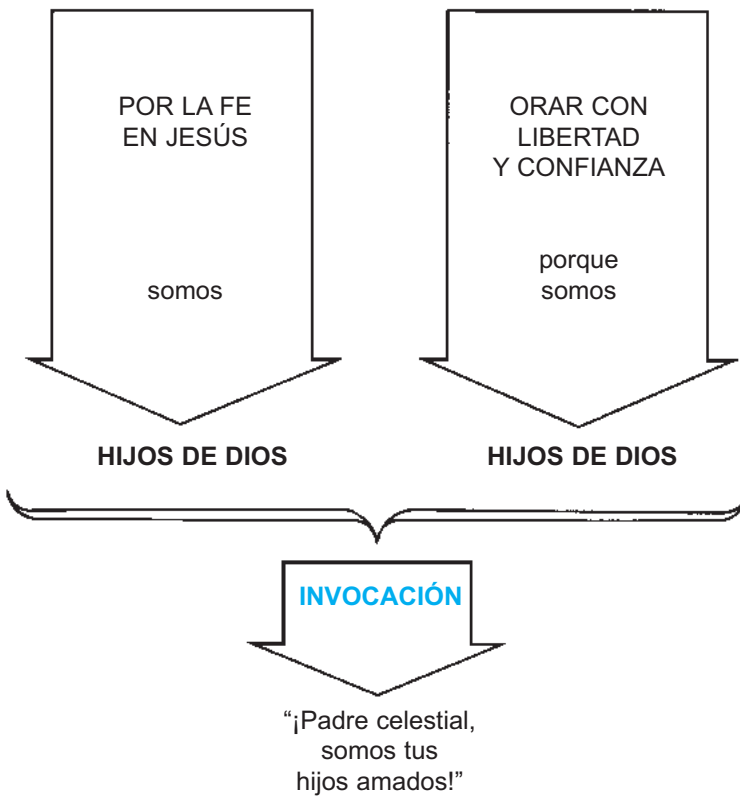 POR LA FE
EN JESÚS
somos
HIJOS DE DIOS
ORAR CON
LIBERTAD
Y CONFIANZA
porque
somos
HIJOS DE DIOS
INVOCACIÓN
“¡Padre celestial,
somos tus
hijos amados!”